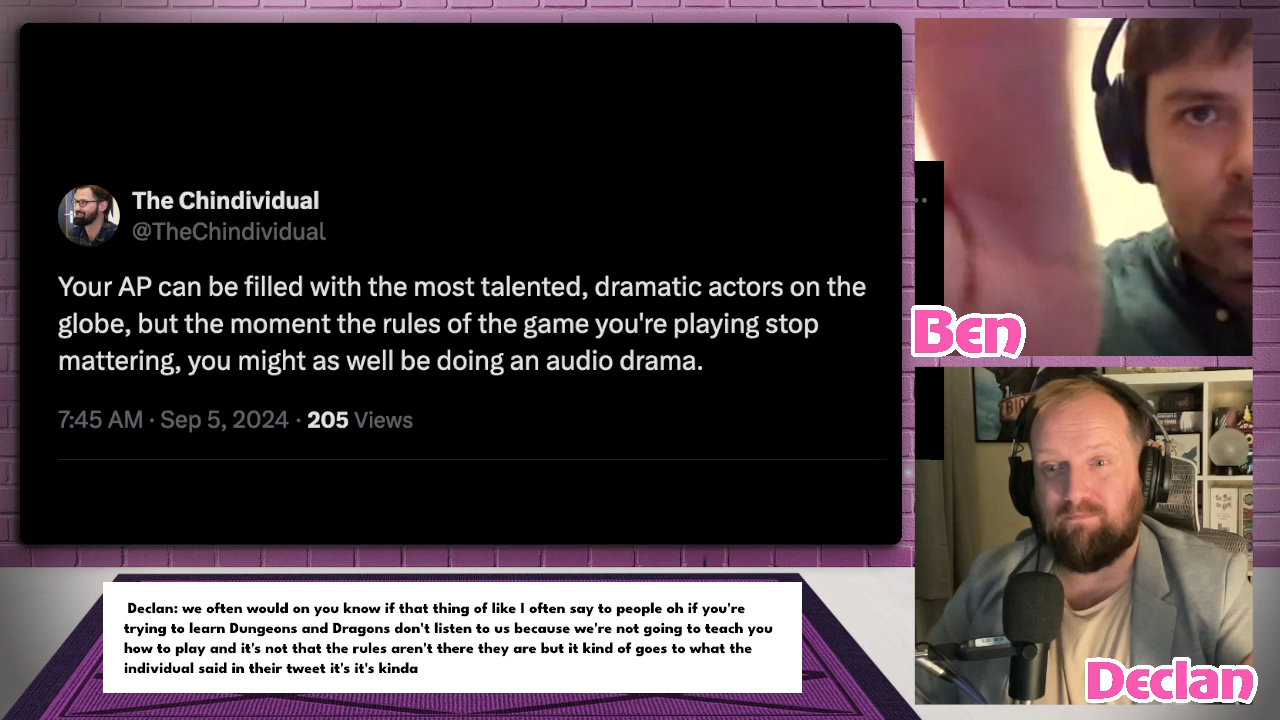 The Chindividual
@TheChindividual
Your AP can be filled with the most talented, dramatic actors on the
globe, but the moment the rules of the game you're playing stop
mattering, you might as well be doing an audio drama.
7:45 AM · Sep 5, 2024 · 205 Views
Ben
Declan
Declan: we often would on you know if that thing of like I often say to people oh if you're
trying to learn Dungeons and Dragons don't listen to us because we're not going to teach you
how to play and it's not that the rules aren't there they are but it kind of goes to what the
individual said in their tweet it's it's kinda